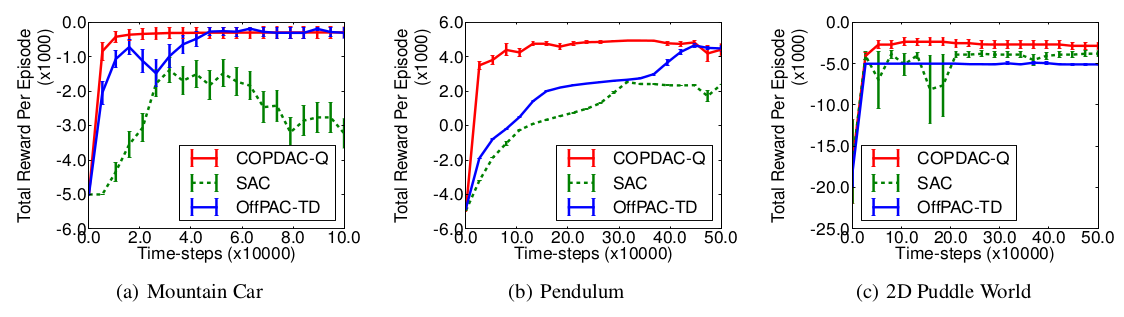 Total Reward Per Episode
(x1000)
0.0
-1.0
-2.0
-3.0
-4.0
-5.0
-6.0
0.0 2.0 4.0 6.0 8.0 10.0
Time-steps (x10000)
COPDAC-Q
SAC
OffPAC-TD
(a) Mountain Car
Total Reward Per Episode
(x1000)
6.0
4.0
2.0
0.0
-2.0
-4.0
-6.0
0.0 10.0 20.0 30.0 40.0 50.0
Time-steps (x10000)
COPDAC-Q
SAC
OffPAC-TD
(b) Pendulum
Total Reward Per Episode
(x1000)
0.0
-5.0
-10.0
-15.0
-20.0
-25.0
0.0 10.0 20.0 30.0 40.0 50.0
Time-steps (x10000)
COPDAC-Q
SAC
OffPAC-TD
(c) 2D Puddle World